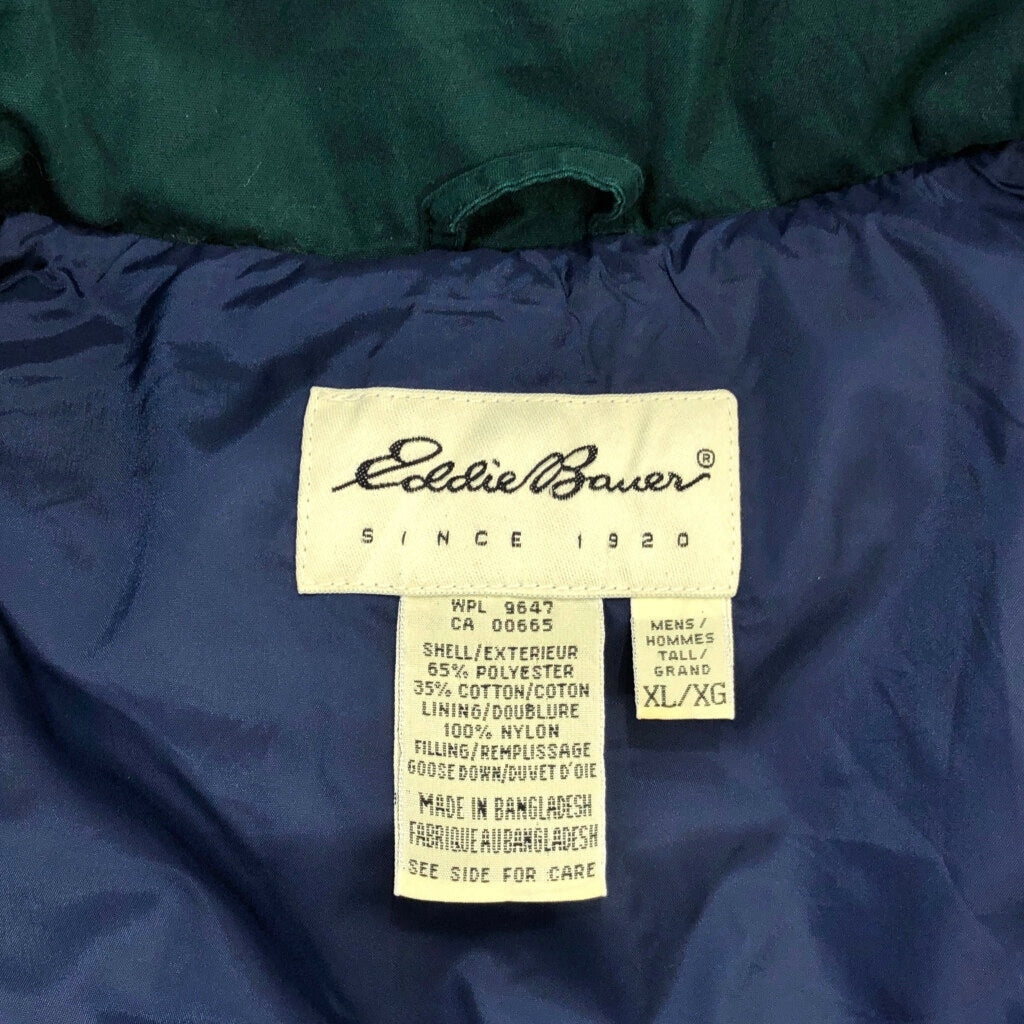 Eddie Bauer®
SINCE 1920
WPL 9647
CA 00665
SHELL/EXTERIEUR
65% POLYESTER
35% COTTON/COTON
LINING/DOUBLURE
100% NYLON
FILLING/REMPLISSAGE
GOOSE DOWN/DUVET D'OIE
MADE IN BANGLADESH
FABRIQUE AU BANGLADESH
SEE SIDE FOR CARE
MENS/
HOMMES
TALL/
GRAND
XL/XG